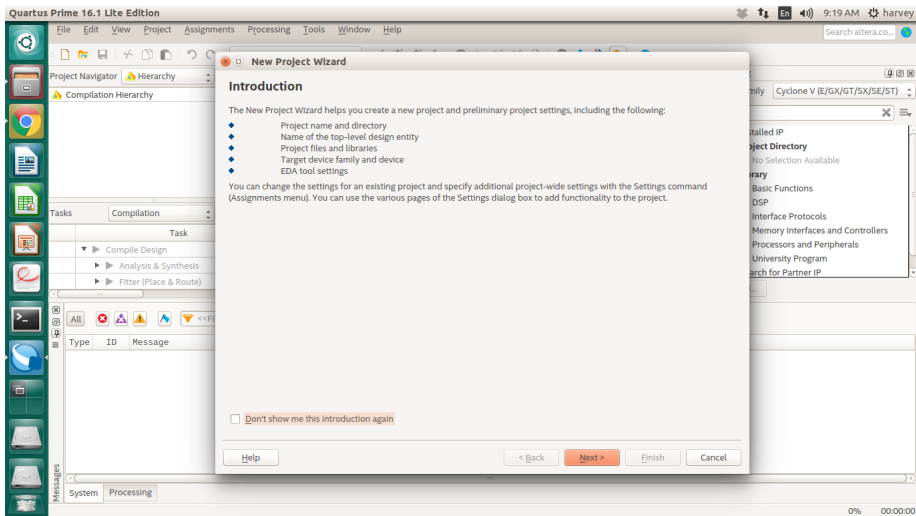 Quartus Prime 16.1 Lite Edition
En
9:19 AM
harvey
File Edit View Project Assignments Processing Tools Window Help
Search altera.co...
Project Navigator
Hierarchy
Compilation Hierarchy
Tasks
Compilation
Task
Compile Design
Analysis & Synthesis
Fitter (Place & Route)
New Project Wizard
Introduction
The New Project Wizard helps you create a new project and preliminary project settings, including the following:
Project name and directory
Name of the top-level design entity
Project files and libraries
Target device family and device
EDA tool settings
You can change the settings for an existing project and specify additional project-wide settings with the Settings command
(Assignments menu). You can use the various pages of the Settings dialog box to add functionality to the project.
Don't show me this introduction again
Help
< Back
Next >
Finish
Cancel
Cyclone V (E/GX/GT/SX/SE/ST)
No Selection Available
Basic Functions
DSP
Interface Protocols
Memory Interfaces and Controllers
Processors and Peripherals
University Program
for Partner IP
All
Type ID Message
Messages
System
Processing
0%
00:00:00